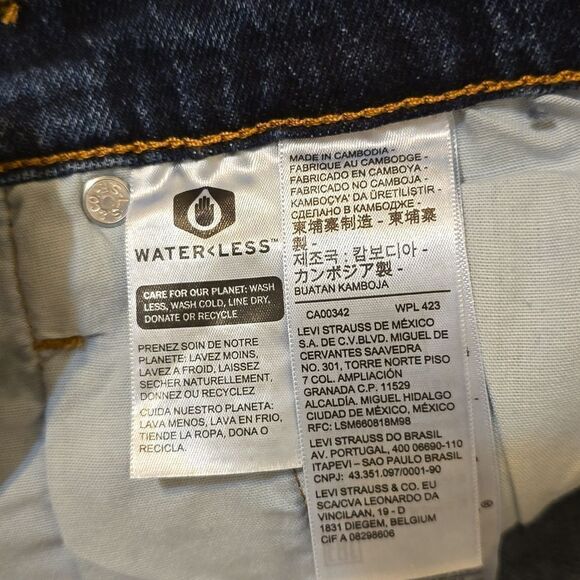 WATER<LESS™
CARE FOR OUR PLANET: WASH
LESS, WASH COLD, LINE DRY,
DONATE OR RECYCLE
PRENEZ SOIN DE NOTRE
PLANETE: LAVEZ MOINS,
LAVEZ A FROID, LAISSEZ
SECHER NATURELLEMENT,
DONNEZ OU RECYCLEZ
CUIDA NUESTRO PLANETA:
LAVA MENOS, LAVA EN FRIO,
TIENDE LA ROPA, DONA O
RECICLA.
MADE IN CAMBODIA -
FABRIQUE AU CAMBODGE -
FABRICADO EN CAMBOYA -
FABRICADO NO CAMBOJA -
KAMBOÇYA' DA ÜRETİLİŞTİR -
СДЕЛАНО В КАМБОДЖЕ -
柬埔寨制造 - 柬埔寨
製 -
제조국 : 캄보디아 -
カンボジア製 -
BUATAN KAMBOJA
CA00342 WPL 423
LEVI STRAUSS DE MÉXICO
S.A. DE C.V.BLVD. MIGUEL DE
CERVANTES SAAVEDRA
NO. 301, TORRE NORTE PISO
7 COL. AMPLIACIÓN
GRANADA C.P. 11529
ALCALDÍA. MIGUEL HIDALGO
CIUDAD DE MÉXICO MÉXICO
RFC: LSM660818M98
LEVI STRAUSS DO BRASIL
AV. PORTUGAL, 400 06690-110
ITAPEVI – SAO PAULO BRASIL
CNPJ: 43.351.097/0001-90
LEVI STRAUSS & CO. EU
SCA/CVA LEONARDO DA
VINCILAAN, 19 - D
1831 DIEGEM, BELGIUM
CF A 08298606